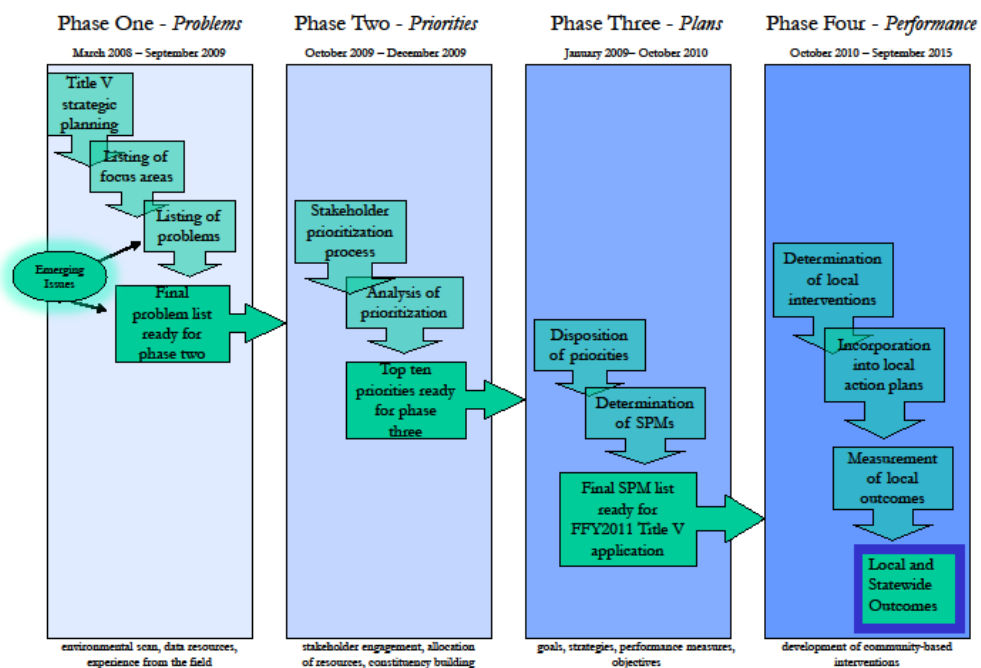 Phase One - Problems
March 2008 – September 2009
Title V
strategic
planning
Listing of
focus areas
Listing of
problems
Emerging
Issues
Final
problem list
ready for
phase two
environmental scan, data resources,
experience from the field
Phase Two - Priorities
October 2009 – December 2009
Stakeholder
prioritization
process
Analysis of
prioritization
Top ten
priorities ready
for phase
three
stakeholder engagement, allocation
of resources, constituency building
Phase Three - Plans
January 2009– October 2010
Disposition
of priorities
Determination
of SPMs
Final SPM list
ready for
FFY2011 Title V
application
goals, strategies, performance measures,
objectives
Phase Four - Performance
October 2010 – September 2015
Determination
of local
interventions
Incorporation
into local
action plans
Measurement
of local
outcomes
Local and
Statewide
Outcomes
development of community-based
interventions